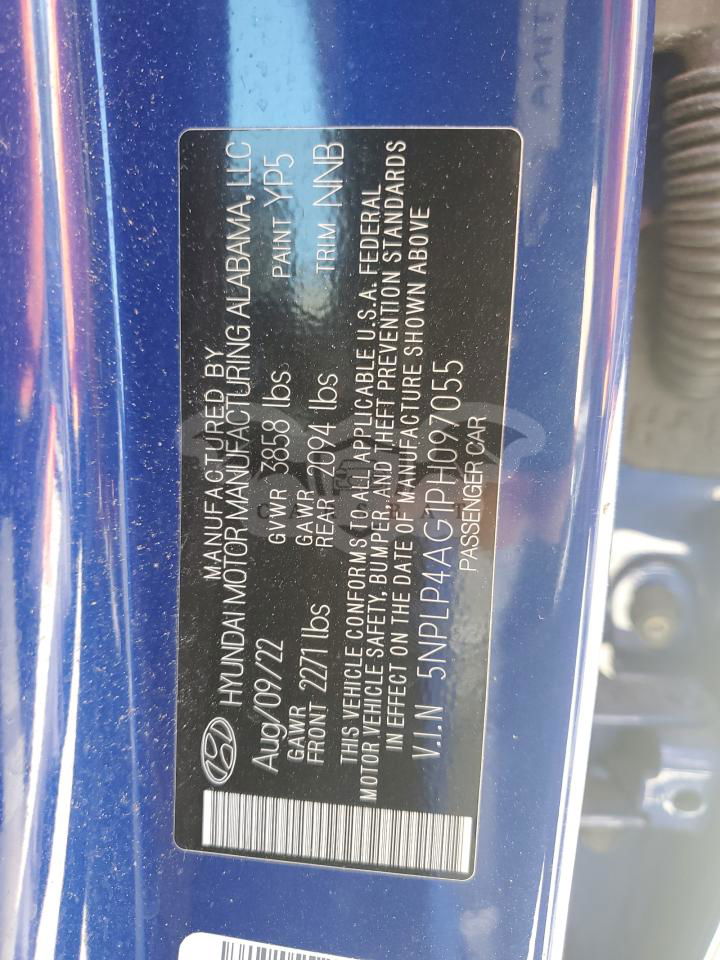 MANUFACTURED BY
HYUNDAI MOTOR MANUFACTURING ALABAMA, LLC
Aug/09/22 GVWR 3858 lbs PAINT YP5
GAWR FRONT 2271 lbs GAWR REAR 2094 lbs TRIM NNB
THIS VEHICLE CONFORMS TO ALL APPLICABLE U.S.A. FEDERAL
MOTOR VEHICLE SAFETY, BUMPER, AND THEFT PREVENTION STANDARDS
IN EFFECT ON THE DATE OF MANUFACTURE SHOWN ABOVE
V.I.N 5NPLP4AG1PH097055
PASSENGER CAR